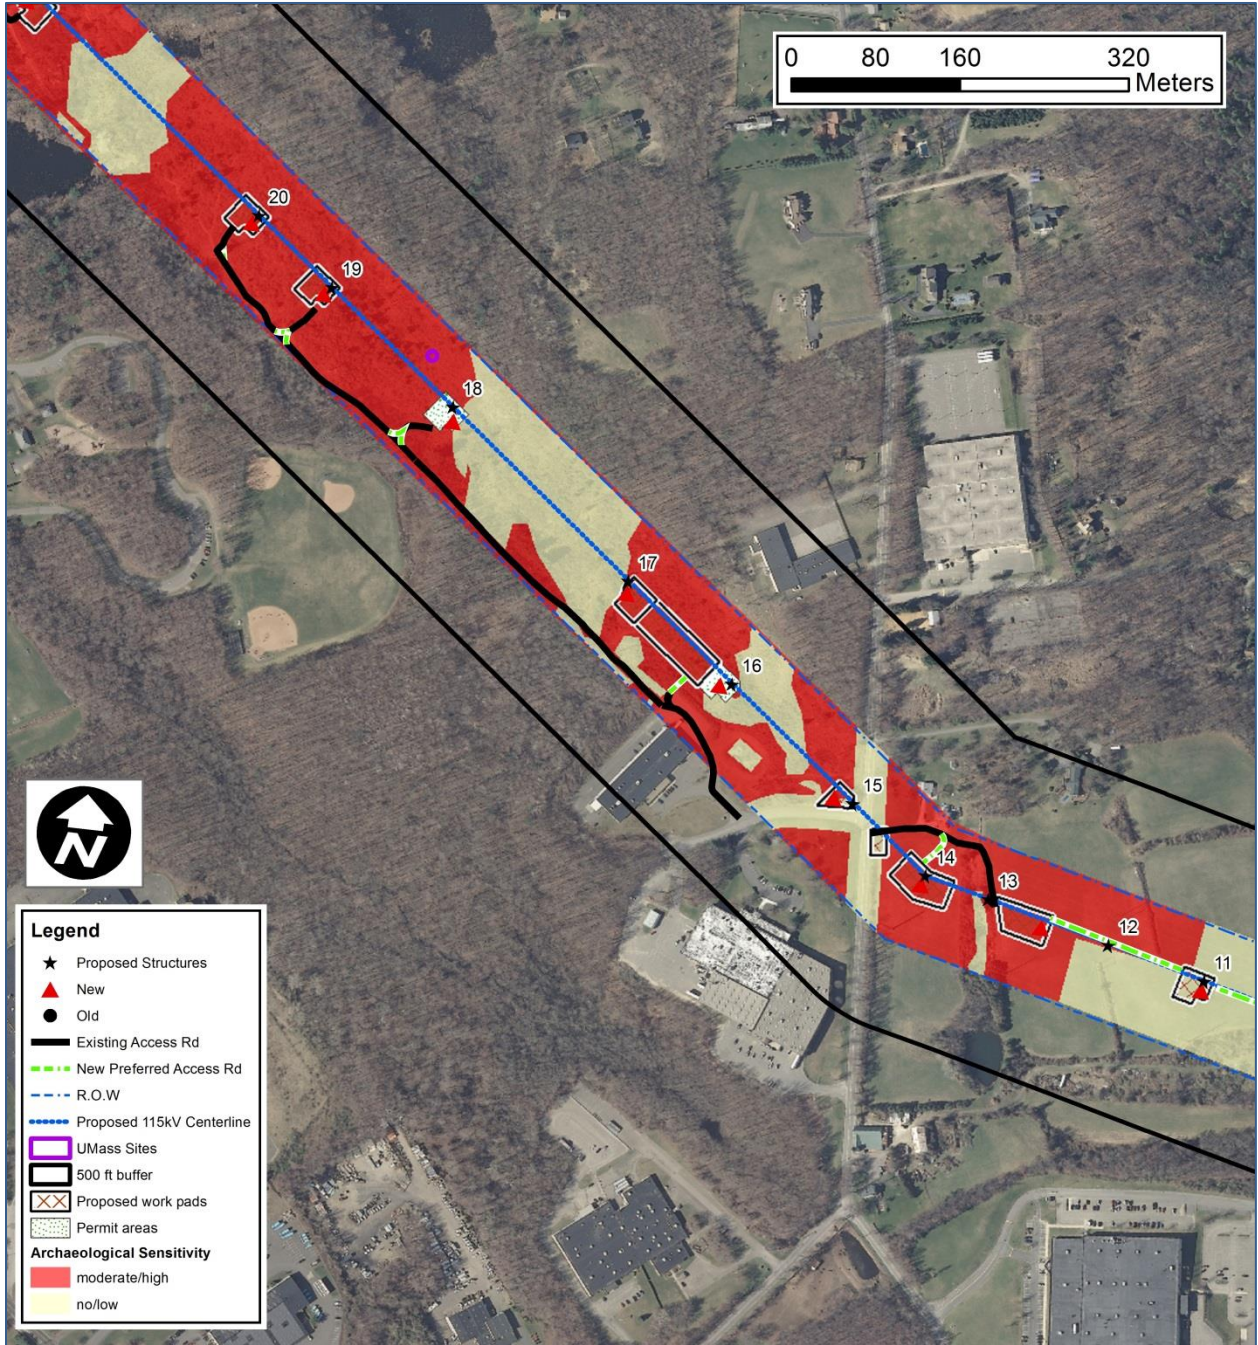 0 80 160 320
Meters
20
19
18
17
16
15
14
13
12
11
N
Legend
Proposed Structures
New
Old
Existing Access Rd
New Preferred Access Rd
R.O.W
Proposed 115kV Centerline
UMass Sites
500 ft buffer
Proposed work pads
Permit areas
Archaeological Sensitivity
moderate/high
no/low